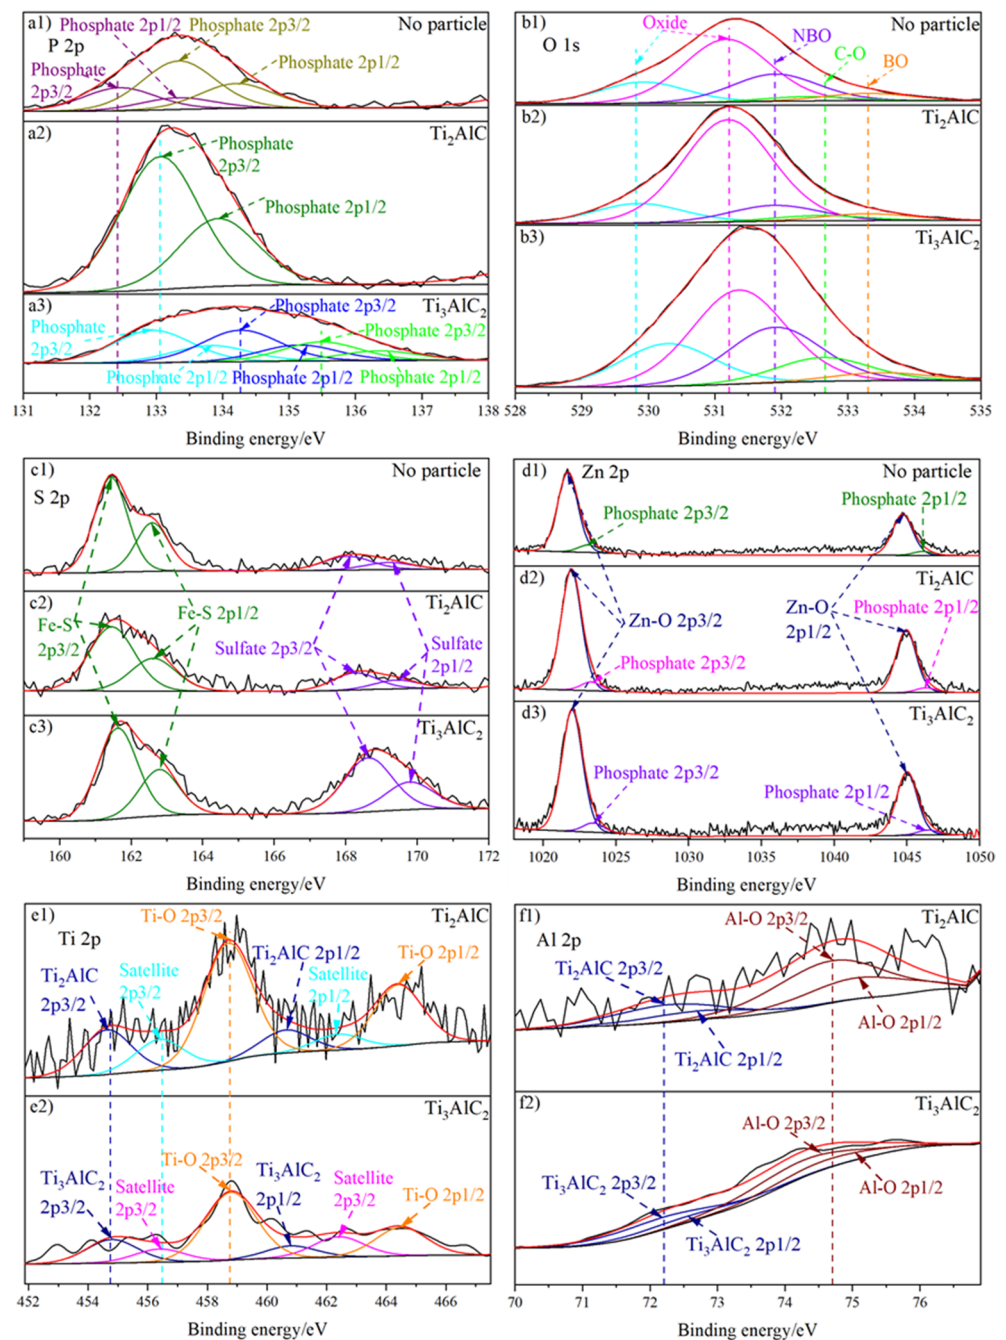 a1)
Phosphate 2p1/2
Phosphate 2p3/2
No particle
P 2p
Phosphate
2p3/2
Phosphate 2p1/2
a2)
Ti₂AlC
Phosphate
2p3/2
Phosphate 2p1/2
a3)
Phosphate 2p3/2
Ti₃AlC₂
Phosphate
2p3/2
Phosphate 2p3/2
Phosphate 2p1/2
Phosphate 2p1/2
Phosphate 2p1/2
131 132 133 134 135 136 137 138
Binding energy/eV
b1)
Oxide
No particle
O 1s
NBO
C-O
BO
b2)
Ti₂AlC
b3)
Ti₃AlC₂
528 529 530 531 532 533 534 535
Binding energy/eV
c1)
No particle
S 2p
c2)
Ti₂AlC
Fe-S
2p3/2
Fe-S 2p1/2
Sulfate 2p3/2
Sulfate
2p1/2
c3)
Ti₃AlC₂
160 162 164 166 168 170 172
Binding energy/eV
d1)
Zn 2p
No particle
Phosphate 2p3/2
Phosphate 2p1/2
d2)
Ti₂AlC
Zn-O 2p3/2
Zn-O
2p1/2
Phosphate 2p1/2
Phosphate 2p3/2
d3)
Ti₃AlC₂
Phosphate 2p3/2
Phosphate 2p1/2
1020 1025 1030 1035 1040 1045 1050
Binding energy/eV
e1)
Ti-O 2p3/2
Ti₂AlC
Ti 2p
Ti₂AlC
2p3/2
Satellite
2p3/2
Ti₂AlC 2p1/2
Satellite
2p1/2
Ti-O 2p1/2
e2)
Ti₃AlC₂
Ti-O 2p3/2
Ti₃AlC₂
2p3/2
Satellite
2p3/2
Ti₃AlC₂
2p1/2
Satellite
2p3/2
Ti-O 2p1/2
452 454 456 458 460 462 464 466
Binding energy/eV
f1)
Al-O 2p3/2
Ti₂AlC
Al 2p
Ti₂AlC 2p3/2
Al-O 2p1/2
Ti₂AlC 2p1/2
f2)
Ti₃AlC₂
Al-O 2p3/2
Ti₃AlC₂ 2p3/2
Al-O 2p1/2
Ti₃AlC₂ 2p1/2
70 71 72 73 74 75 76
Binding energy/eV